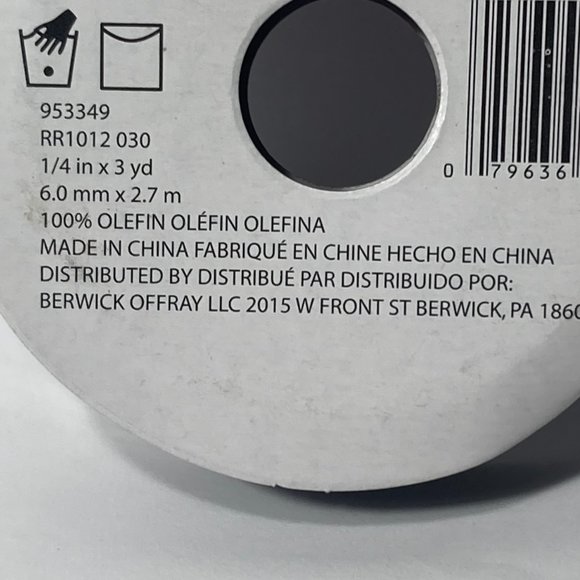 0 79636
953349
RR1012 030
1/4 in x 3 yd
6.0 mm x 2.7 m
100% OLEFIN OLÉFIN OLEFINA
MADE IN CHINA FABRIQUÉ EN CHINE HECHO EN CHINA
DISTRIBUTED BY DISTRIBUÉ PAR DISTRIBUIDO POR:
BERWICK OFFRAY LLC 2015 W FRONT ST BERWICK, PA 1860